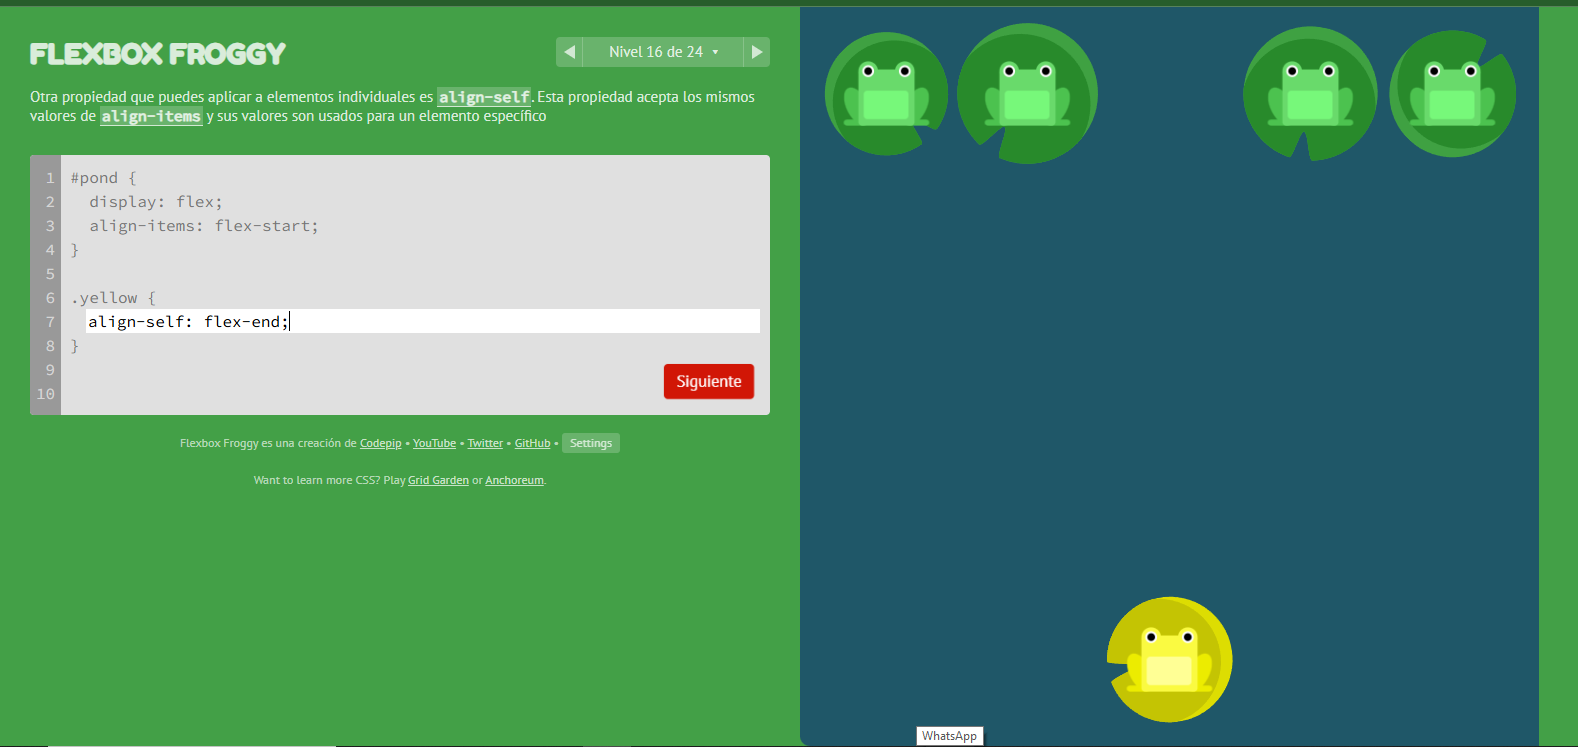 FLEXBOX FROGGY
Nivel 16 de 24
Otra propiedad que puedes aplicar a elementos individuales es align-self. Esta propiedad acepta los mismos
valores de align-items y sus valores son usados para un elemento específico
1 #pond {
2 display: flex;
3 align-items: flex-start;
4 }
5
6 .yellow {
7 align-self: flex-end;
8 }
9
10
Siguiente
Flexbox Froggy es una creación de Codepip • YouTube • Twitter • GitHub • Settings
Want to learn more CSS? Play Grid Garden or Anchoreum.
WhatsApp